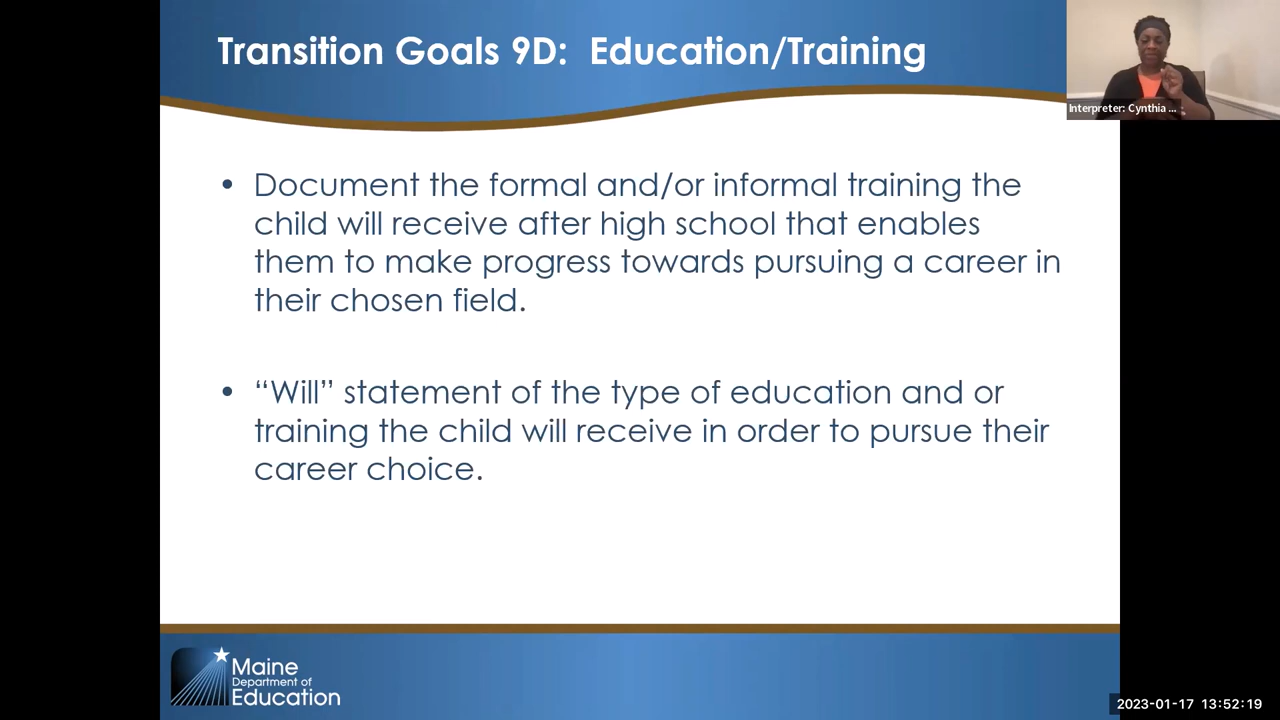 Transition Goals 9D: Education/Training
Interpreter: Cynthia ...
• Document the formal and/or informal training the
child will receive after high school that enables
them to make progress towards pursuing a career in
their chosen field.
• “Will” statement of the type of education and or
training the child will receive in order to pursue their
career choice.
Maine
Department of
Education
2023-01-17 13:52:19